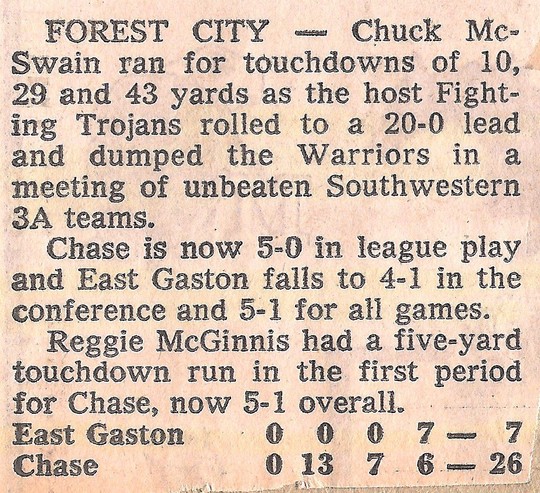 FOREST CITY — Chuck Mc-
Swain ran for touchdowns of 10,
29 and 43 yards as the host Fight-
ing Trojans rolled to a 20-0 lead
and dumped the Warriors in a
meeting of unbeaten Southwestern
3A teams.
Chase is now 5-0 in league play
and East Gaston falls to 4-1 in the
conference and 5-1 for all games.
Reggie McGinnis had a five-yard
touchdown run in the first period
for Chase, now 5-1 overall.
East Gaston 0 0 0 7 — 7
Chase 0 13 7 6 — 26